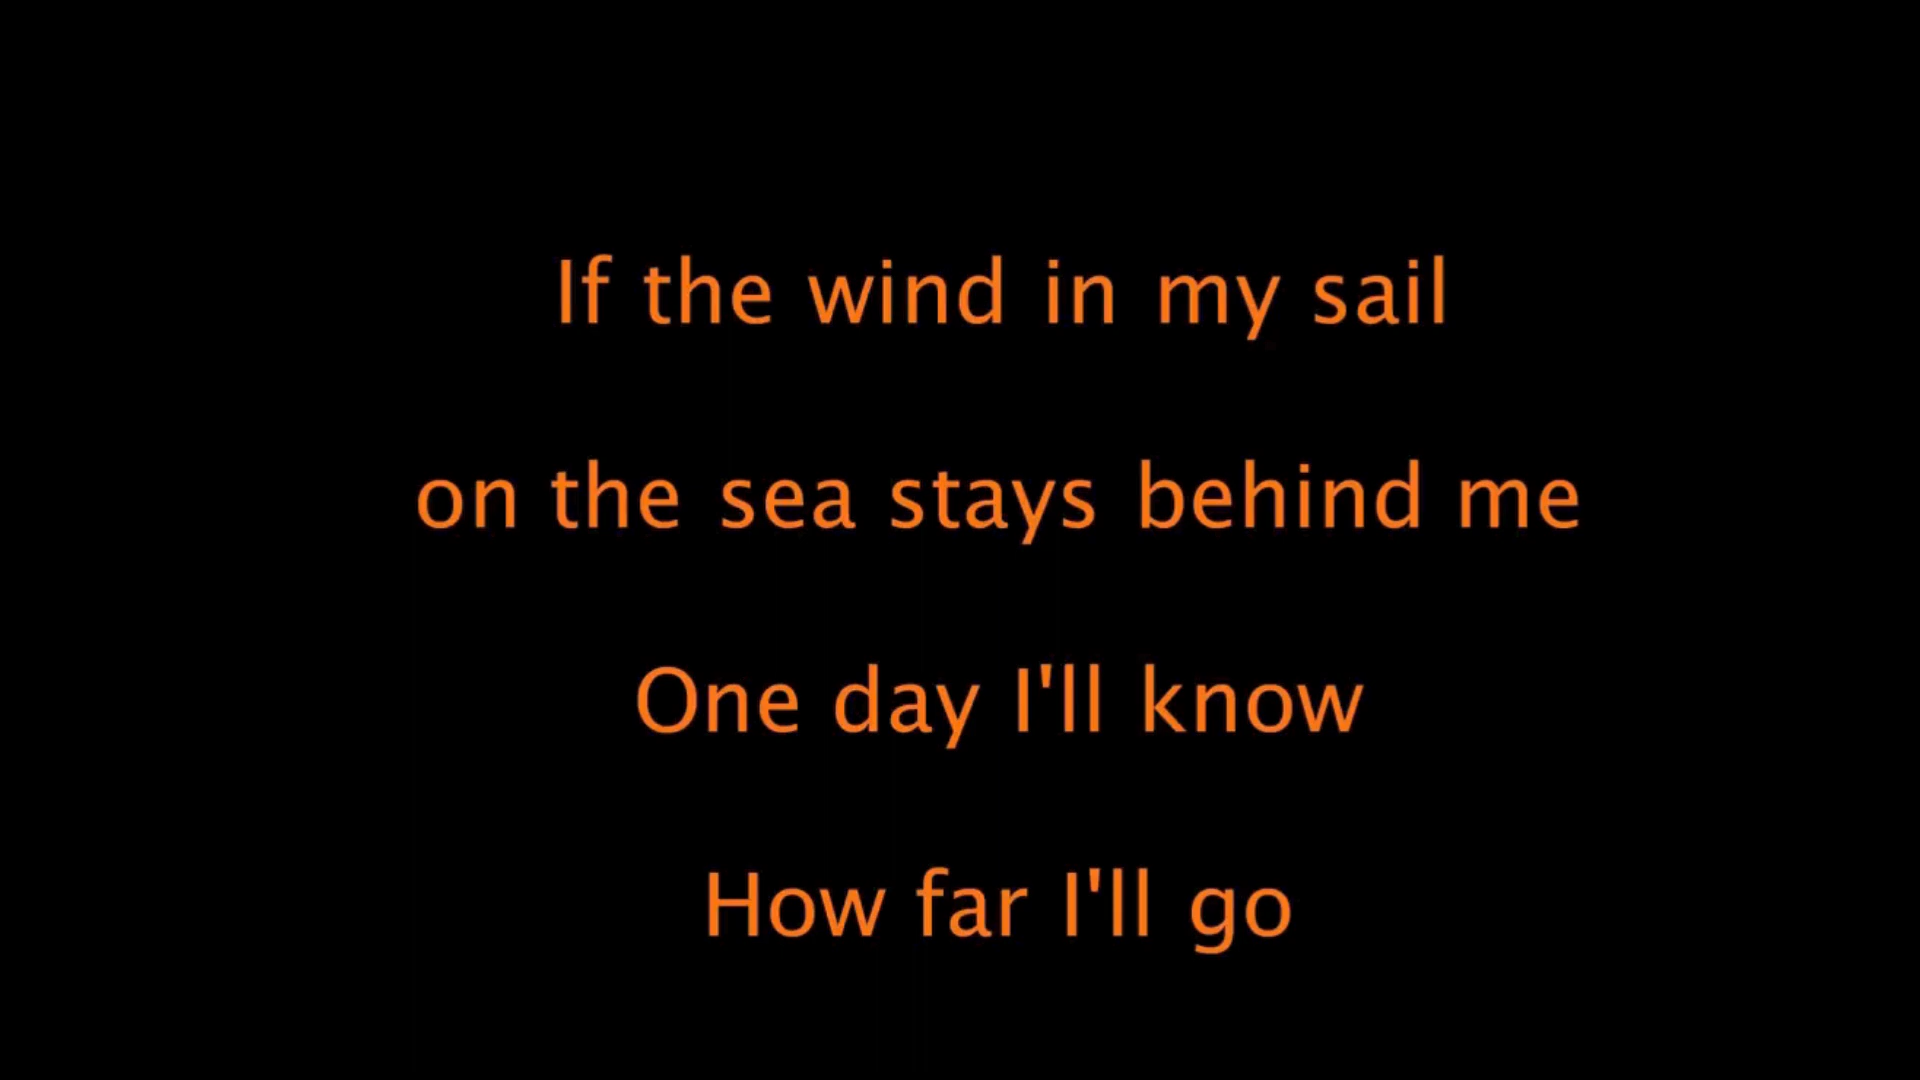 If the wind in my sail
on the sea stays behind me
One day I'll know
How far I'll go